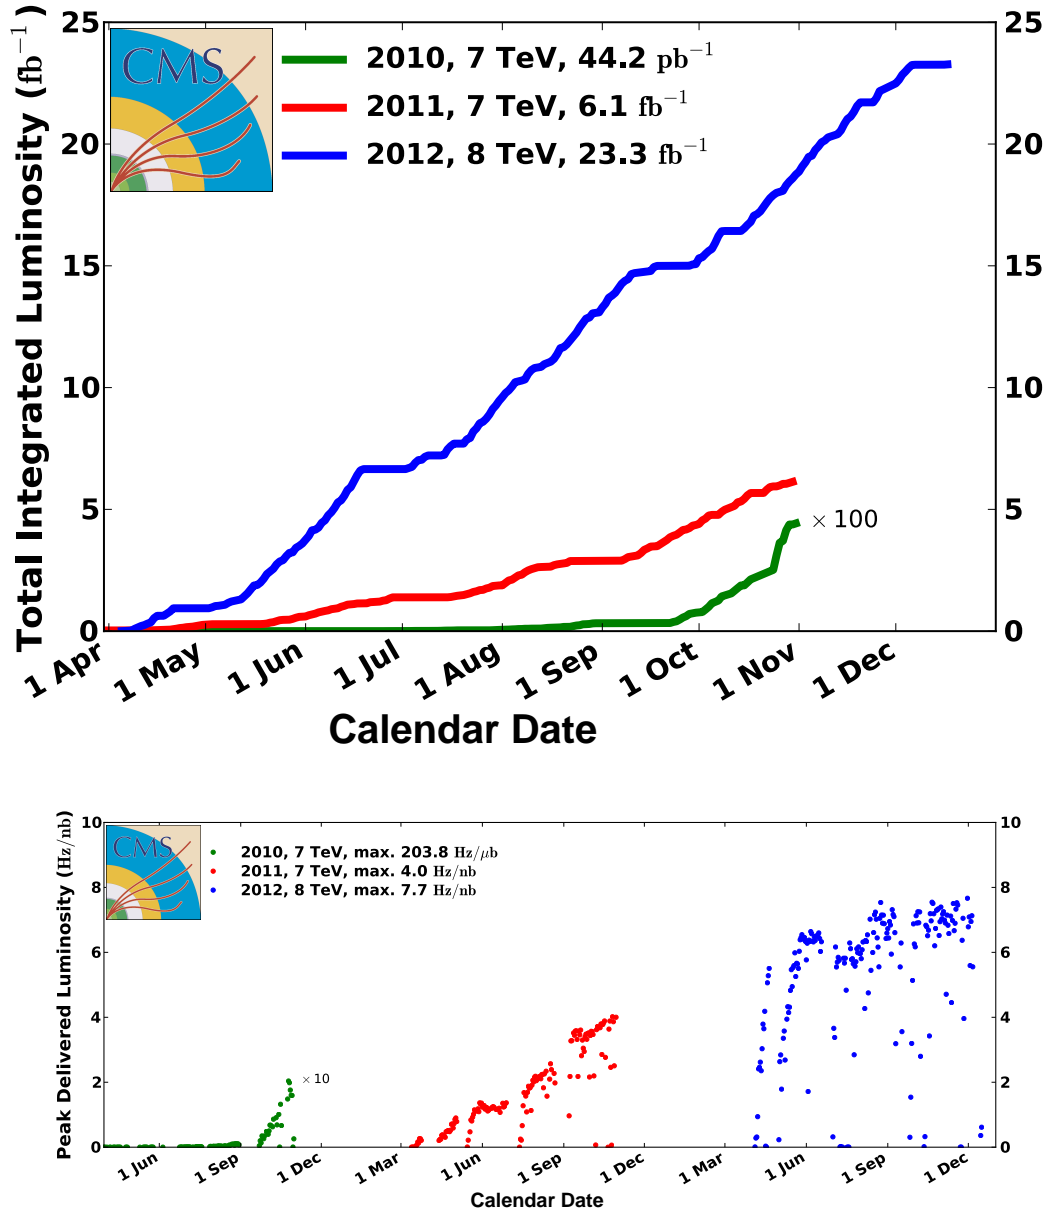 25
20
15
10
5
0
Total Integrated Luminosity (fb⁻¹)
CMS
2010, 7 TeV, 44.2 pb⁻¹
2011, 7 TeV, 6.1 fb⁻¹
2012, 8 TeV, 23.3 fb⁻¹
× 100
25
20
15
10
5
0
1 Apr
1 May
1 Jun
1 Jul
1 Aug
1 Sep
1 Oct
1 Nov
1 Dec
Calendar Date
10
8
6
4
2
0
Peak Delivered Luminosity (Hz/nb)
CMS
2010, 7 TeV, max. 203.8 Hz/μb
2011, 7 TeV, max. 4.0 Hz/nb
2012, 8 TeV, max. 7.7 Hz/nb
× 10
10
8
6
4
2
0
1 Jun
1 Sep
1 Dec
1 Mar
1 Jun
1 Sep
1 Dec
1 Mar
1 Jun
1 Sep
1 Dec
Calendar Date